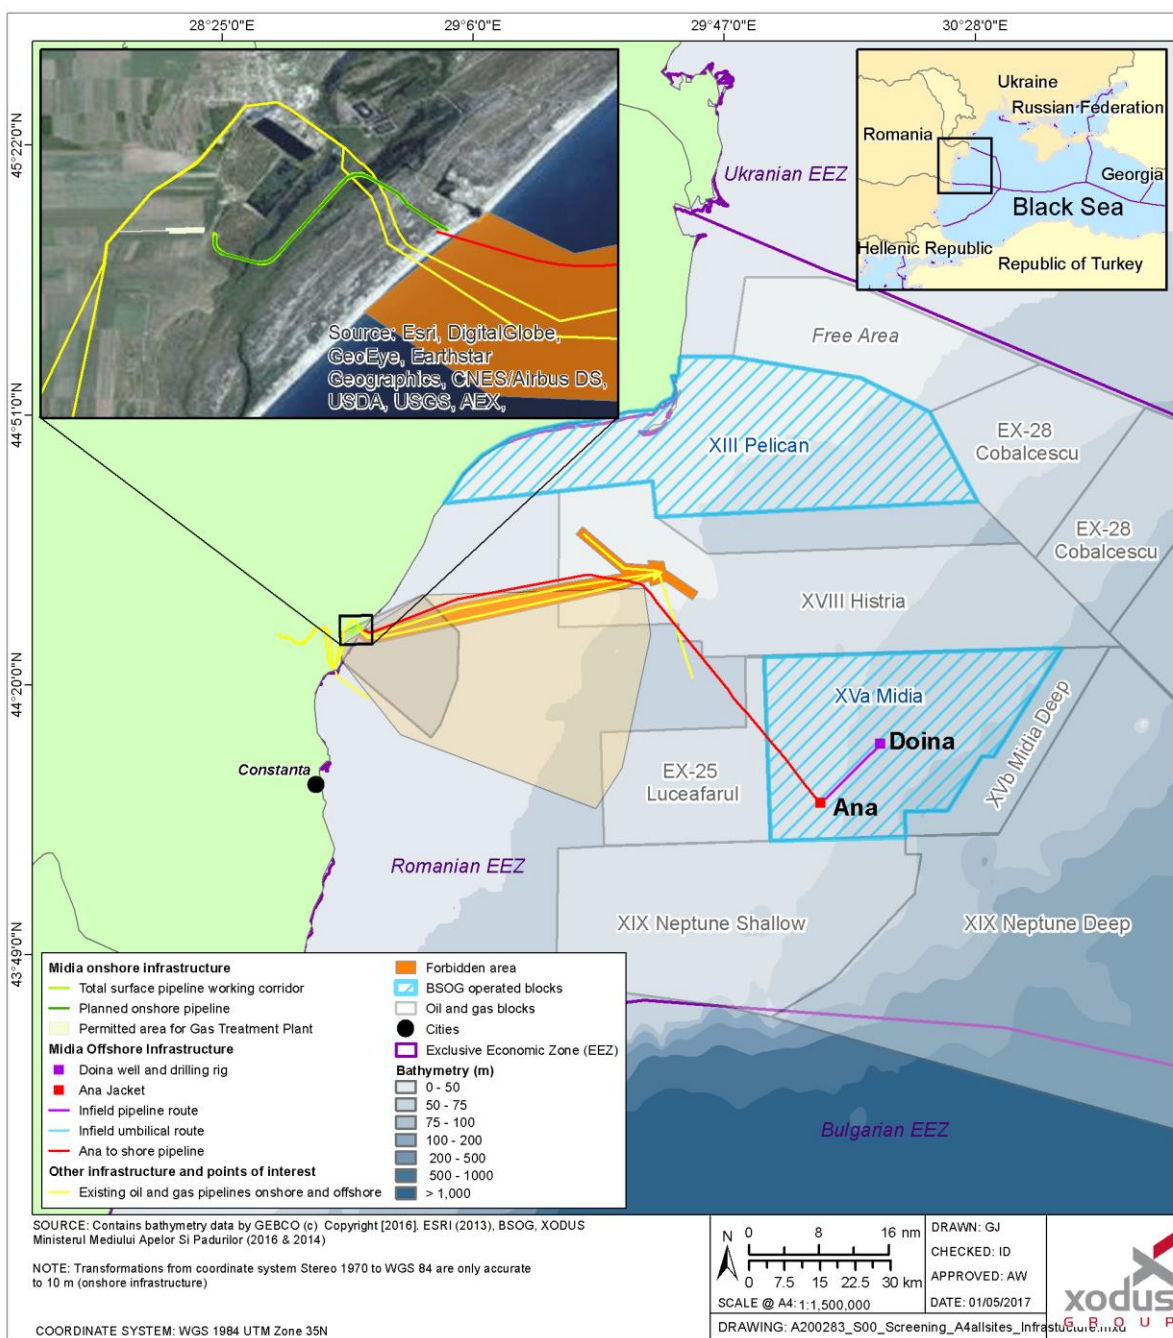 28°25'0"E
29°6'0"E
29°47'0"E
30°28'0"E
45°22'0"N
44°51'0"N
44°20'0"N
43°49'0"N
Source: Esri, DigitalGlobe,
GeoEye, Earthstar
Geographics, CNES/Airbus DS,
USDA, USGS, AEX,
Ukraine
Russian Federation
Romania
Georgia
Black Sea
Hellenic Republic
Republic of Turkey
Ukranian EEZ
Free Area
EX-28
Cobalcescu
XIII Pelican
EX-28
Cobalcescu
XVIII Histria
XVa Midia
Doina
XVb Midia Deep
EX-25
Luceafarul
Ana
Constanta
Romanian EEZ
XIX Neptune Shallow
XIX Neptune Deep
Bulgarian EEZ
Midia onshore infrastructure
Total surface pipeline working corridor
Planned onshore pipeline
Permitted area for Gas Treatment Plant
Midia Offshore Infrastructure
Doina well and drilling rig
Ana Jacket
Infield pipeline route
Infield umbilical route
Ana to shore pipeline
Other infrastructure and points of interest
Existing oil and gas pipelines onshore and offshore
Forbidden area
BSOG operated blocks
Oil and gas blocks
Cities
Exclusive Economic Zone (EEZ)
Bathymetry (m)
0 - 50
50 - 75
75 - 100
100 - 200
200 - 500
500 - 1000
> 1,000
SOURCE: Contains bathymetry data by GEBCO (c) Copyright [2016]. ESRI (2013), BSOG, XODUS
Ministerul Mediului Apelor Si Padurilor (2016 & 2014)
NOTE: Transformations from coordinate system Stereo 1970 to WGS 84 are only accurate
to 10 m (onshore infrastructure)
COORDINATE SYSTEM: WGS 1984 UTM Zone 35N
N
0 8 16 nm
0 7.5 15 22.5 30 km
SCALE @ A4: 1:1,500,000
DRAWN: GJ
CHECKED: ID
APPROVED: AW
DATE: 01/05/2017
DRAWING: A200283_S00_Screening_A4allsites_Infrastucture.mxd
xodus
GROUP